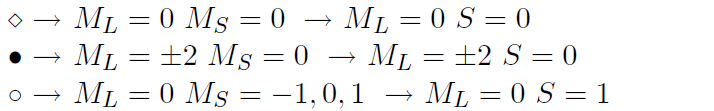 ⋄ → M_L = 0 M_S = 0 → M_L = 0 S = 0
• → M_L = ±2 M_S = 0 → M_L = ±2 S = 0
○ → M_L = 0 M_S = −1, 0, 1 → M_L = 0 S = 1